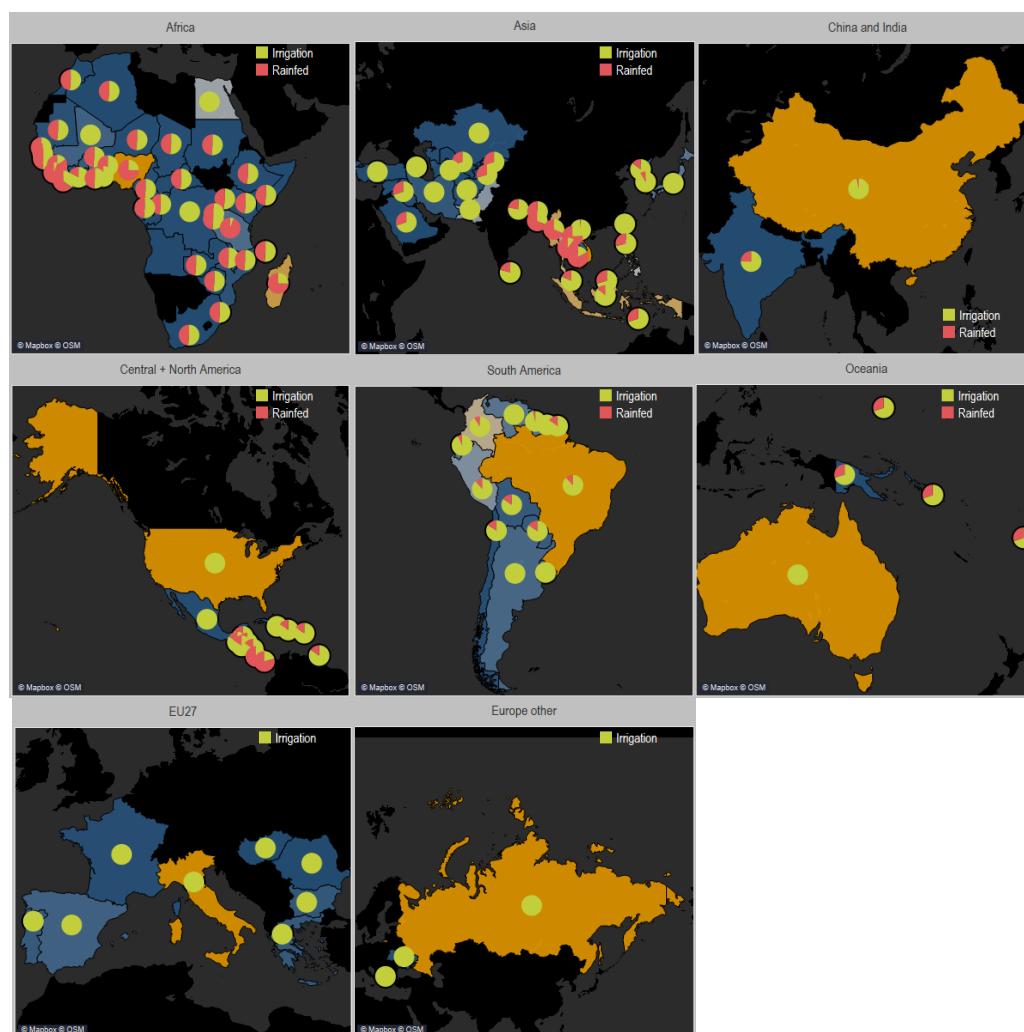 Africa
Irrigation
Rainfed
© Mapbox © OSM
Asia
Irrigation
Rainfed
© Mapbox © OSM
China and India
Irrigation
Rainfed
© Mapbox © OSM
Central + North America
Irrigation
Rainfed
© Mapbox © OSM
South America
Irrigation
Rainfed
© Mapbox © OSM
Oceania
Irrigation
Rainfed
© Mapbox © OSM
EU27
Irrigation
© Mapbox © OSM
Europe other
Irrigation
© Mapbox © OSM